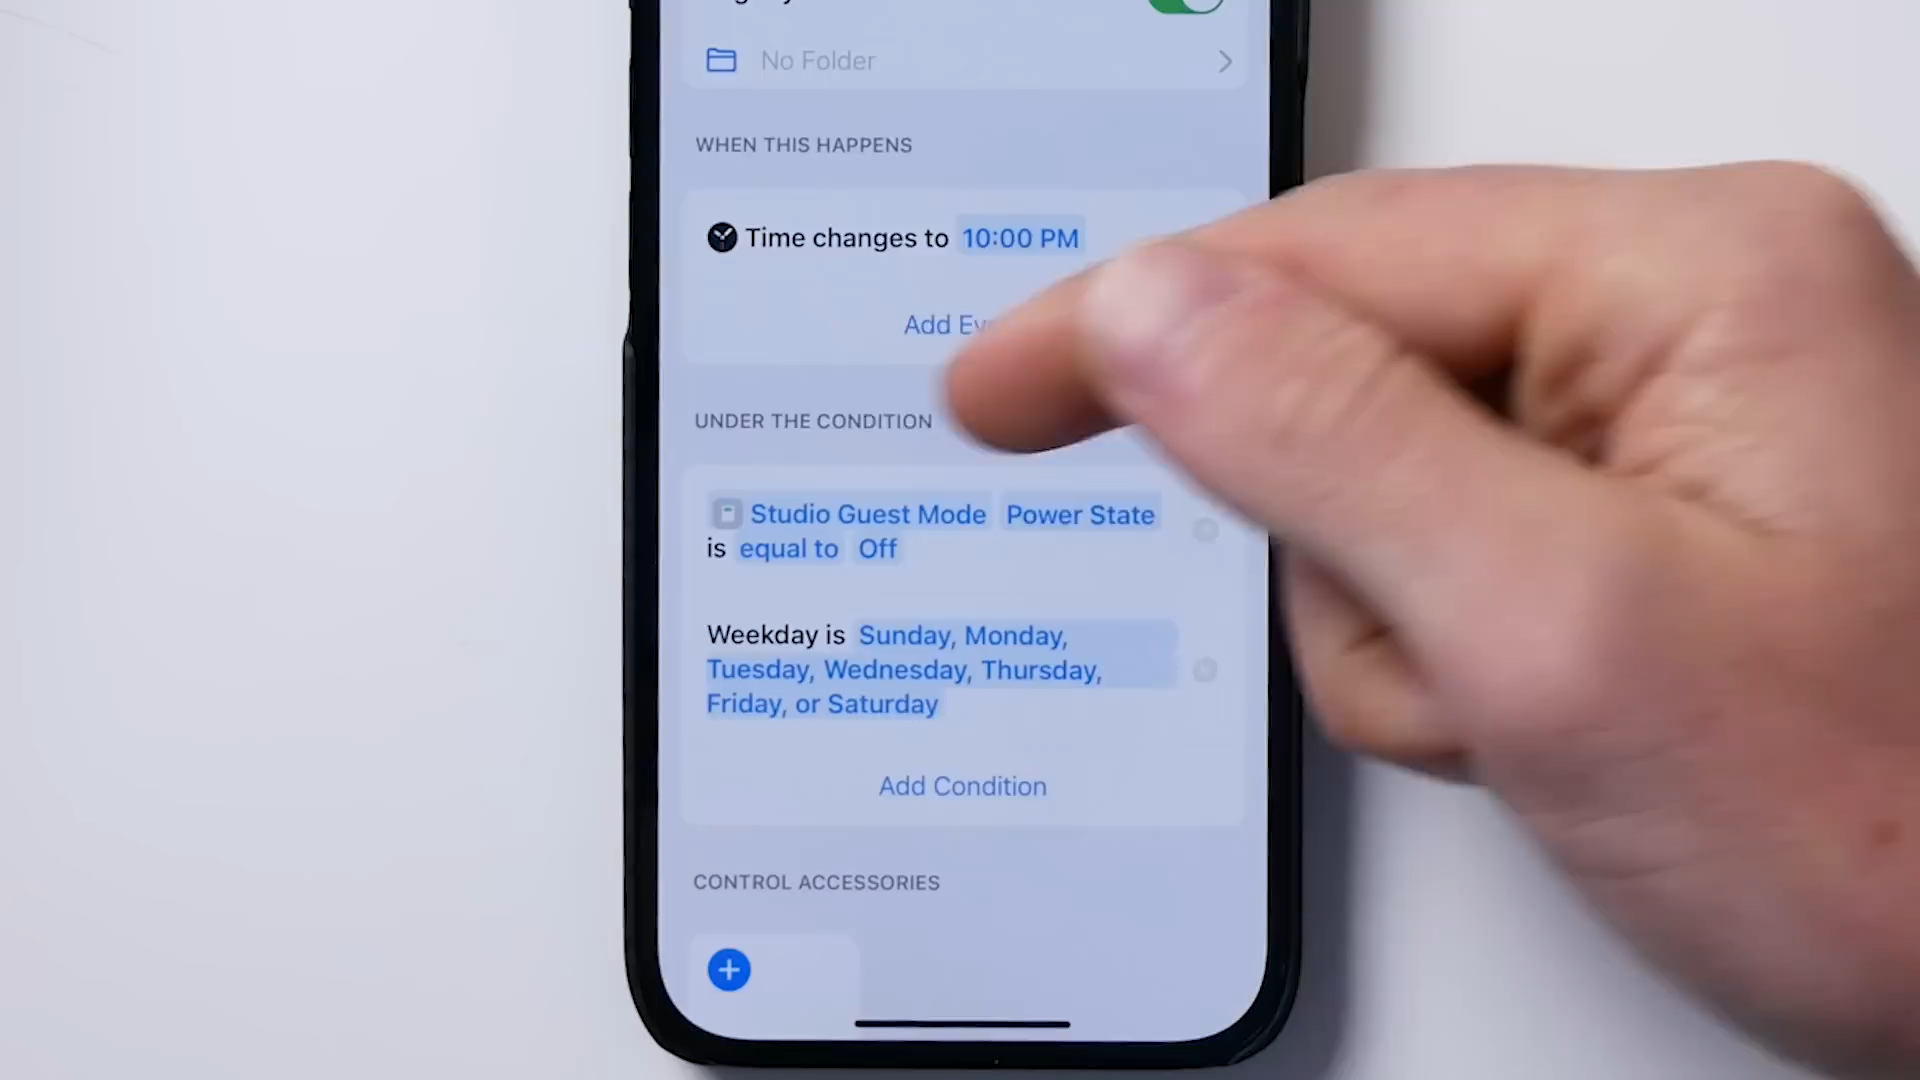 No Folder
WHEN THIS HAPPENS
Time changes to 10:00 PM
Add
UNDER THE CONDITION
Studio Guest Mode Power State
is equal to Off
Weekday is Sunday, Monday,
Tuesday, Wednesday, Thursday,
Friday, or Saturday
Add Condition
CONTROL ACCESSORIES